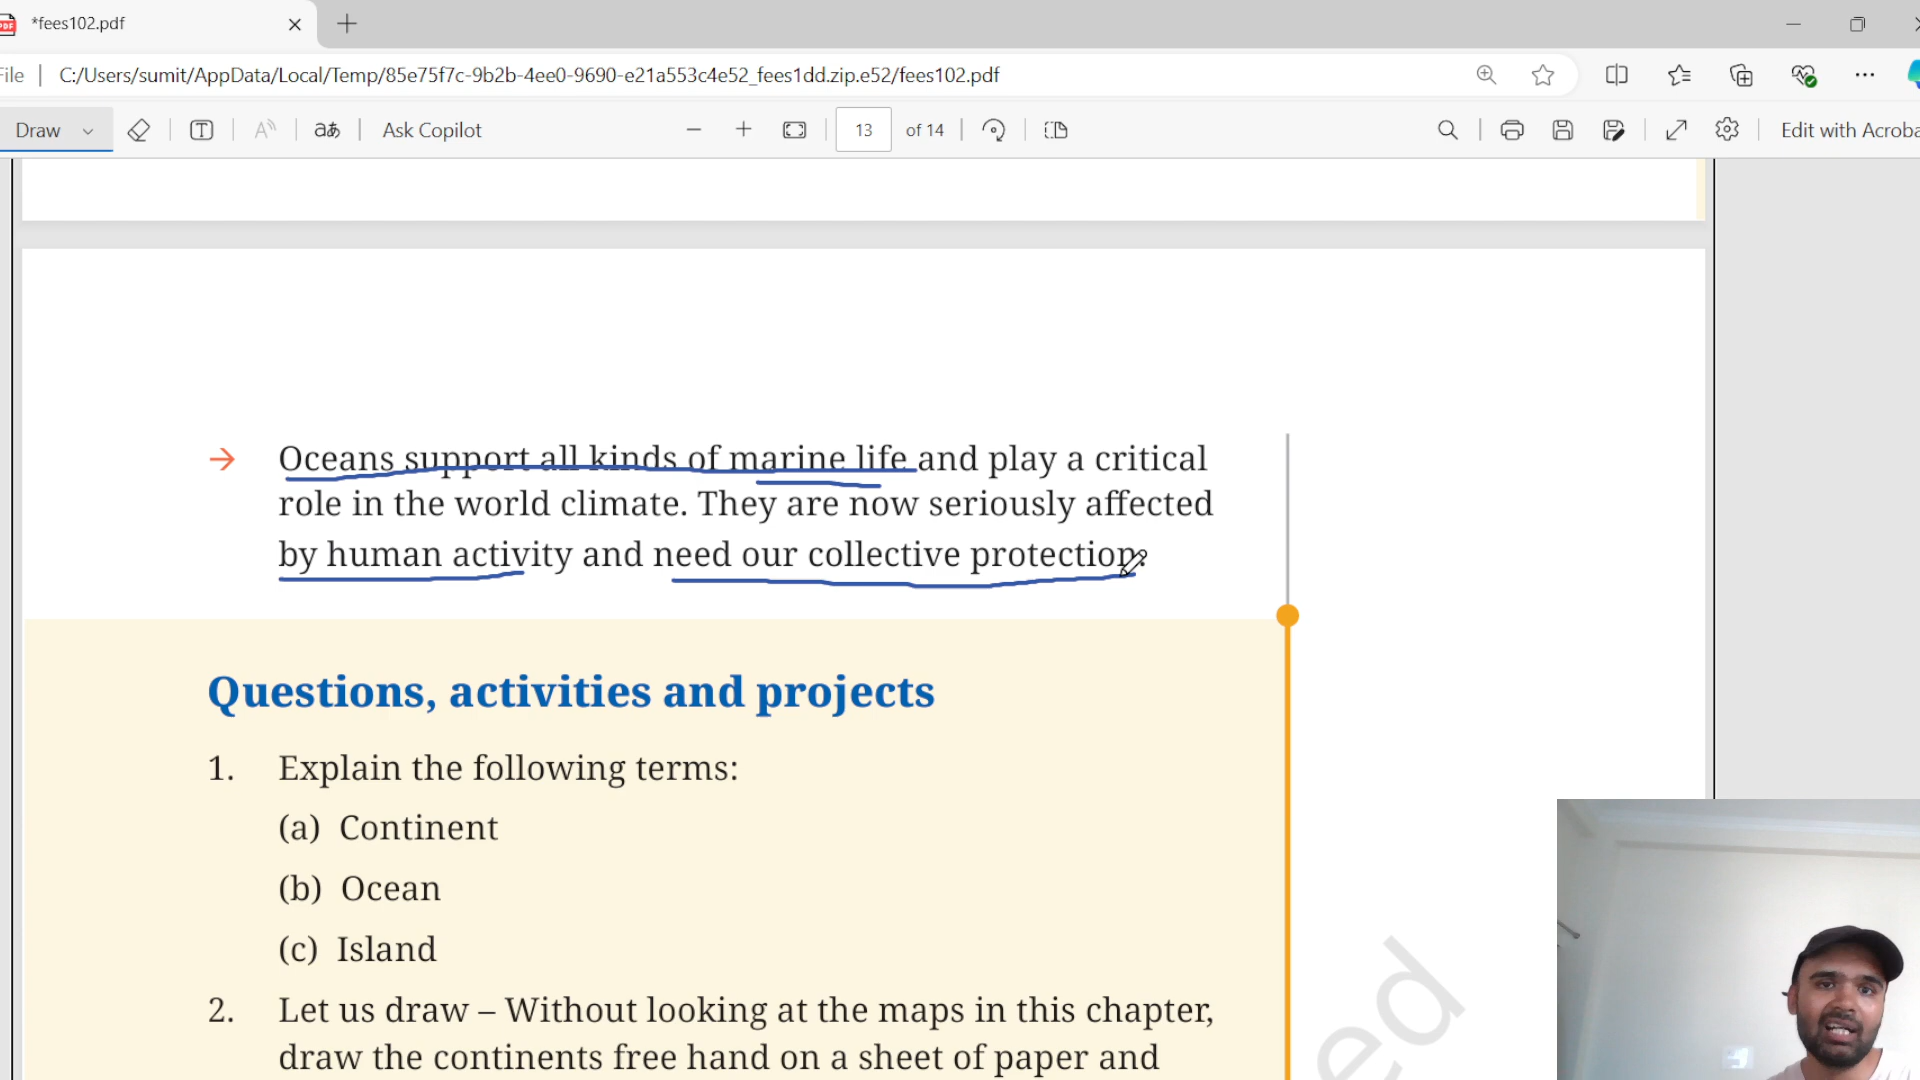 *fees102.pdf
File C:/Users/sumit/AppData/Local/Temp/85e75f7c-9b2b-4ee0-9690-e21a553c4e52_fees1dd.zip.e52/fees102.pdf
Draw T A aあ Ask Copilot 13 of 14 Edit with Acroba
→ Oceans support all kinds of marine life and play a critical
role in the world climate. They are now seriously affected
by human activity and need our collective protection.
Questions, activities and projects
1. Explain the following terms:
(a) Continent
(b) Ocean
(c) Island
2. Let us draw – Without looking at the maps in this chapter,
draw the continents free hand on a sheet of paper and
ed